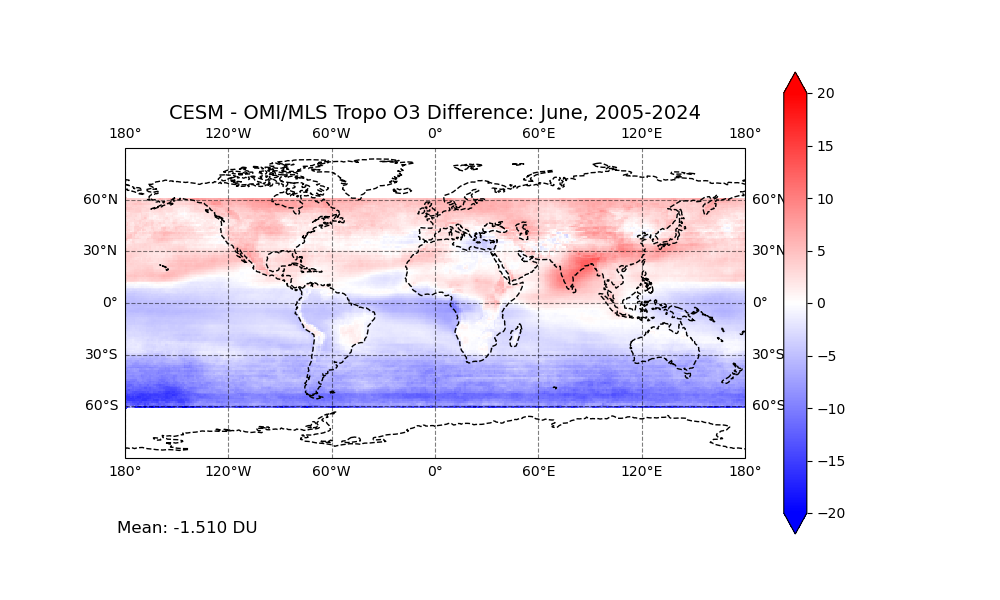 CESM - OMI/MLS Tropo O3 Difference: June, 2005-2024
180° 120°W 60°W 0° 60°E 120°E 180°
60°N 60°N
30°N 30°N
0° 0°
30°S 30°S
60°S 60°S
180° 120°W 60°W 0° 60°E 120°E 180°
20
15
10
5
0
−5
−10
−15
−20
Mean: -1.510 DU